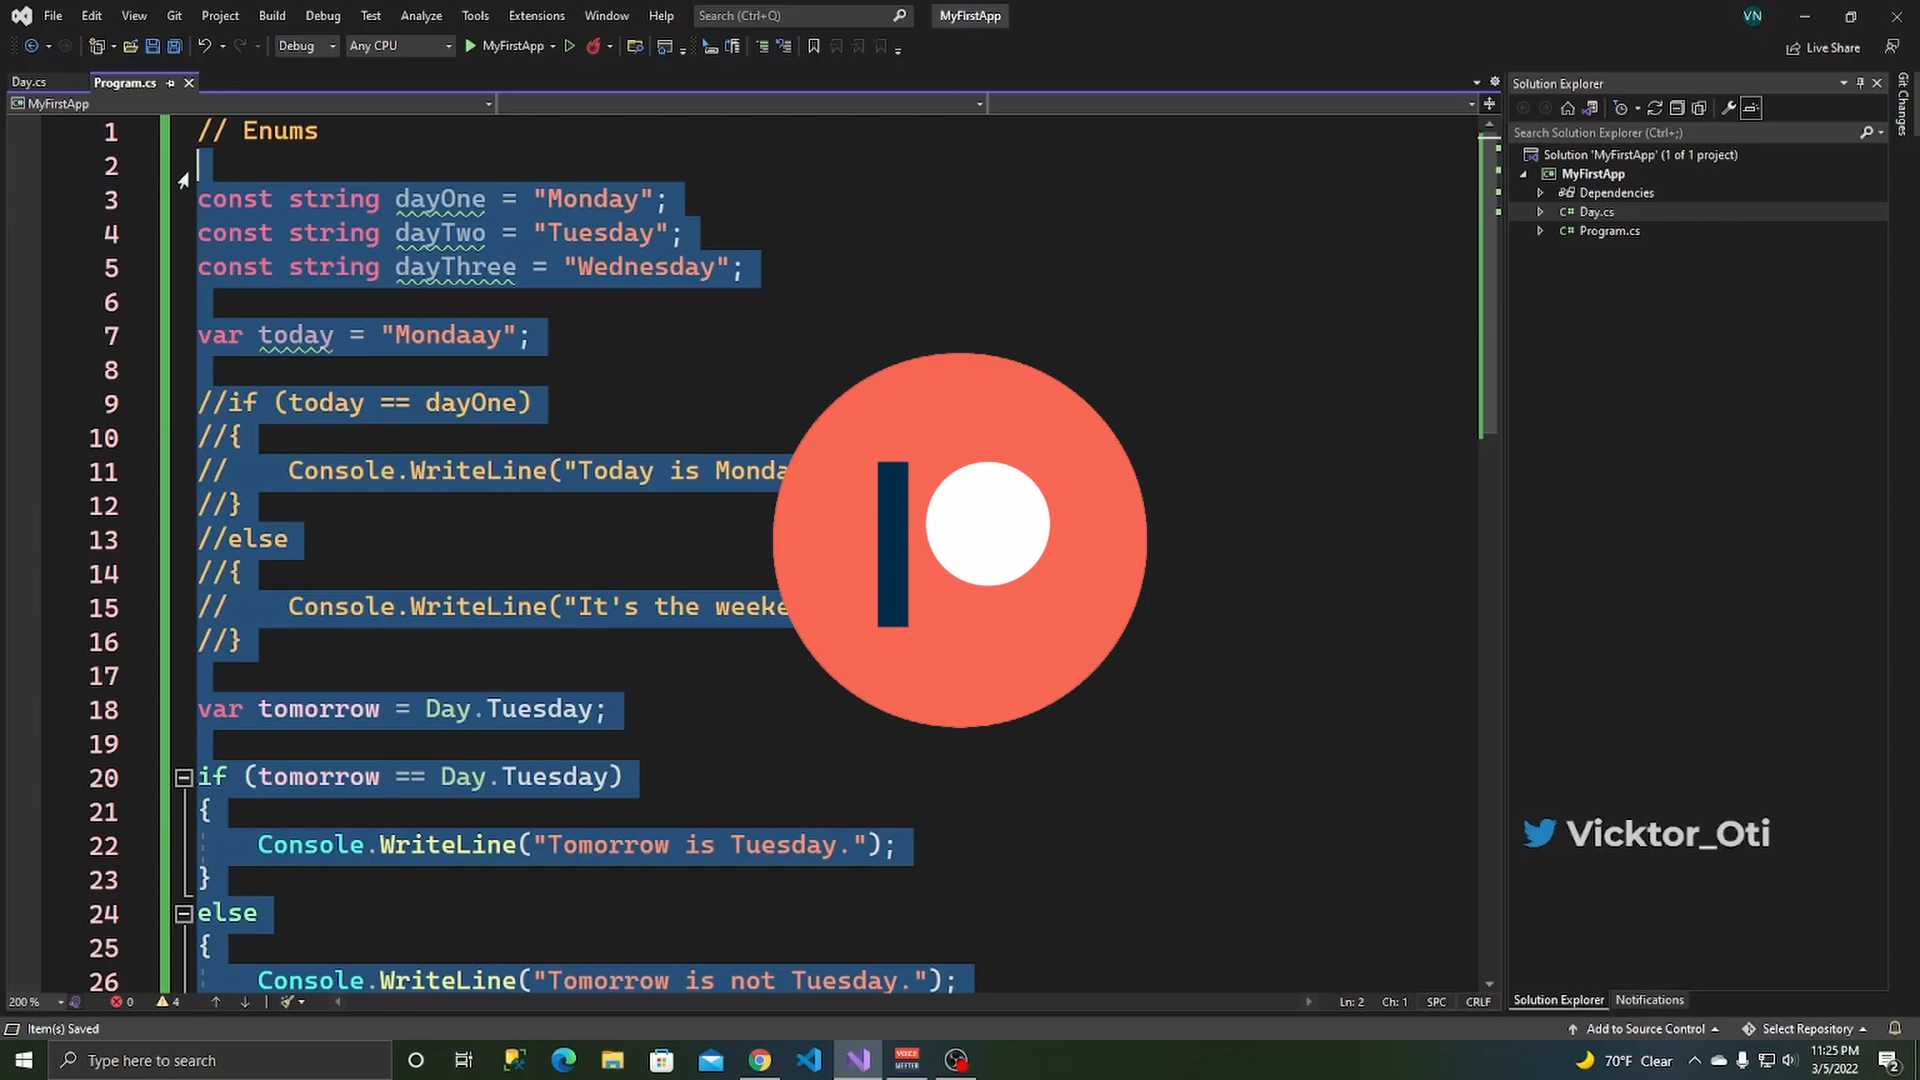 File Edit View Git Project Build Debug Test Analyze Tools Extensions Window Help Search (Ctrl+Q) MyFirstApp VN
Debug Any CPU MyFirstApp Live Share
Day.cs Program.cs
MyFirstApp
1 // Enums
2
3 const string dayOne = "Monday";
4 const string dayTwo = "Tuesday";
5 const string dayThree = "Wednesday";
6
7 var today = "Mondaay";
8
9 //if (today == dayOne)
10 //{
11 // Console.WriteLine("Today is Monda
12 //}
13 //else
14 //{
15 // Console.WriteLine("It's the weeke
16 //}
17
18 var tomorrow = Day.Tuesday;
19
20 if (tomorrow == Day.Tuesday)
21 {
22 Console.WriteLine("Tomorrow is Tuesday.");
23 }
24 else
25 {
26 Console.WriteLine("Tomorrow is not Tuesday.");
200 % 0 4 Ln: 2 Ch: 1 SPC CRLF
Solution Explorer
Search Solution Explorer (Ctrl+;)
Solution 'MyFirstApp' (1 of 1 project)
MyFirstApp
Dependencies
C# Day.cs
C# Program.cs
Git Changes
Vicktor_Oti
Solution Explorer Notifications
Item(s) Saved Add to Source Control Select Repository
Type here to search VOICE MEETER 70°F Clear 11:25 PM
3/5/2022 2